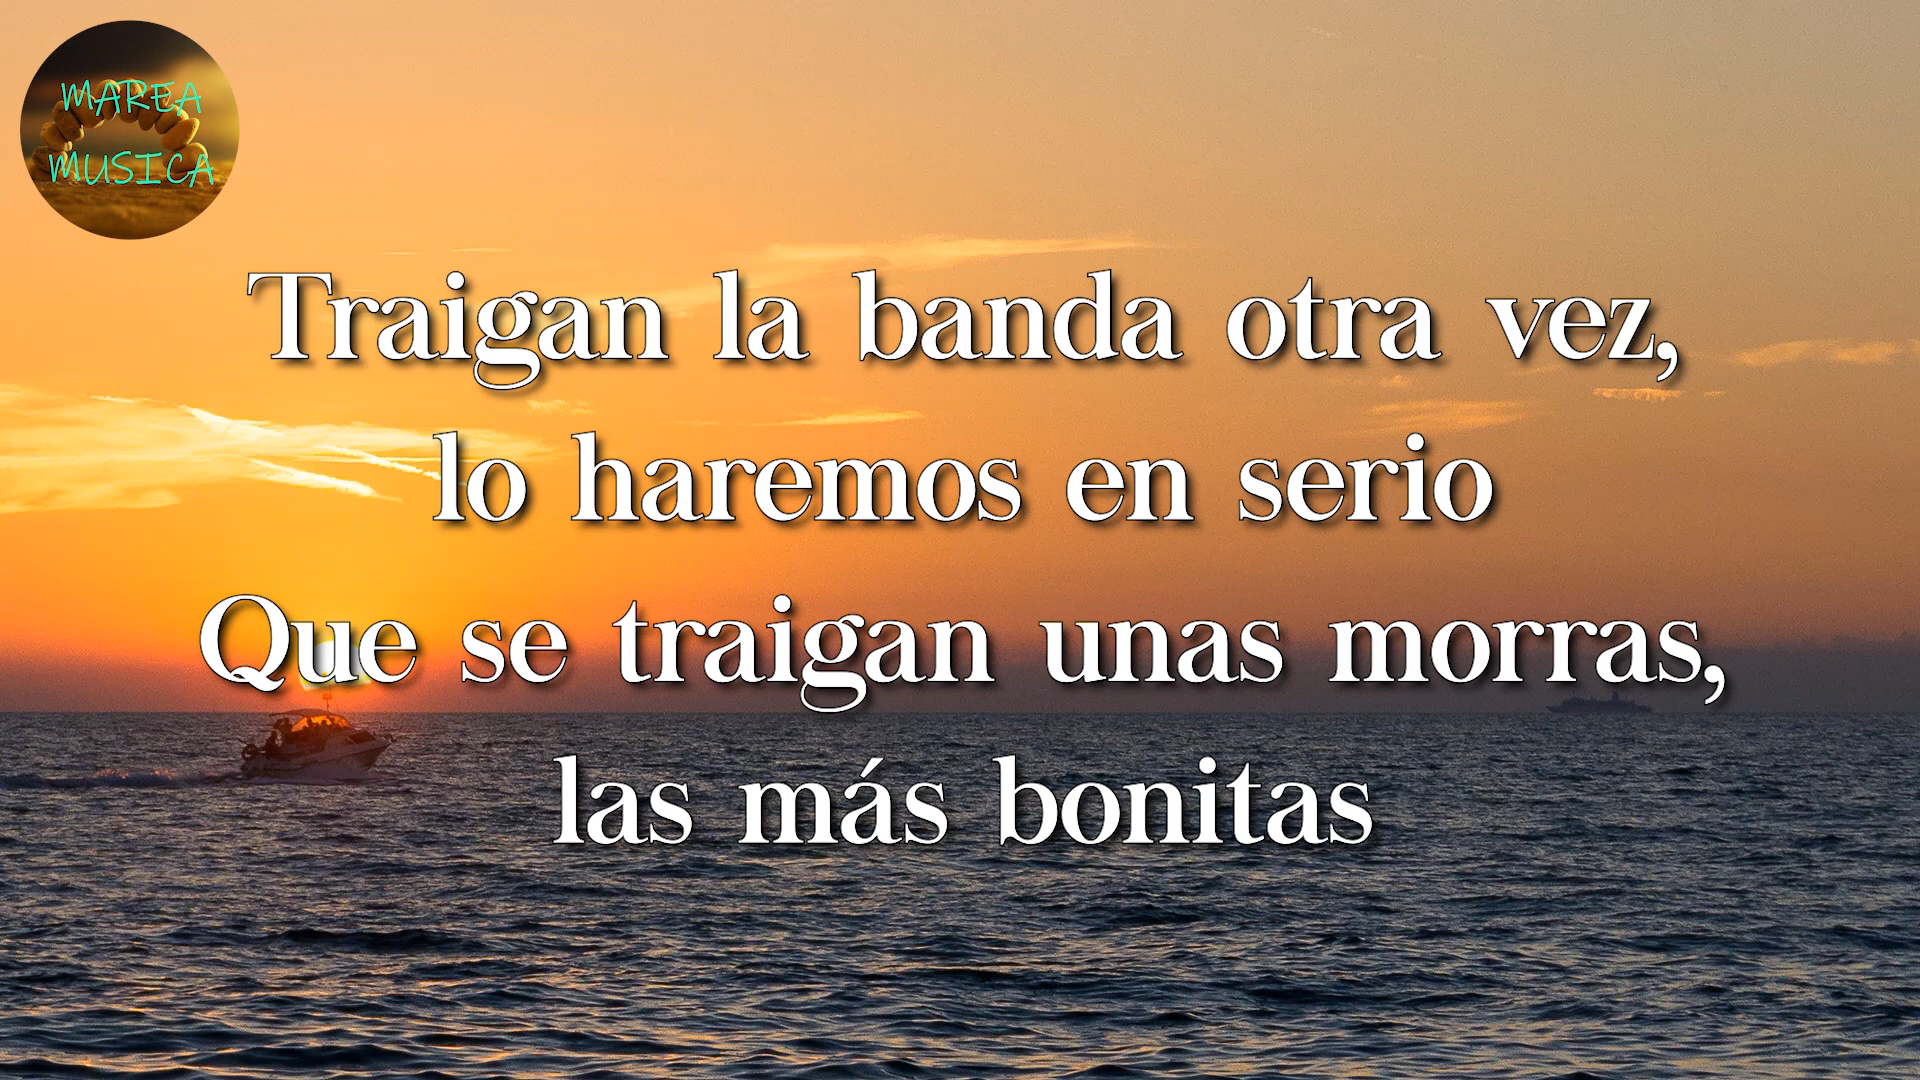 MAREA
MUSICA
Traigan la banda otra vez,
lo haremos en serio
Que se traigan unas morras,
las más bonitas